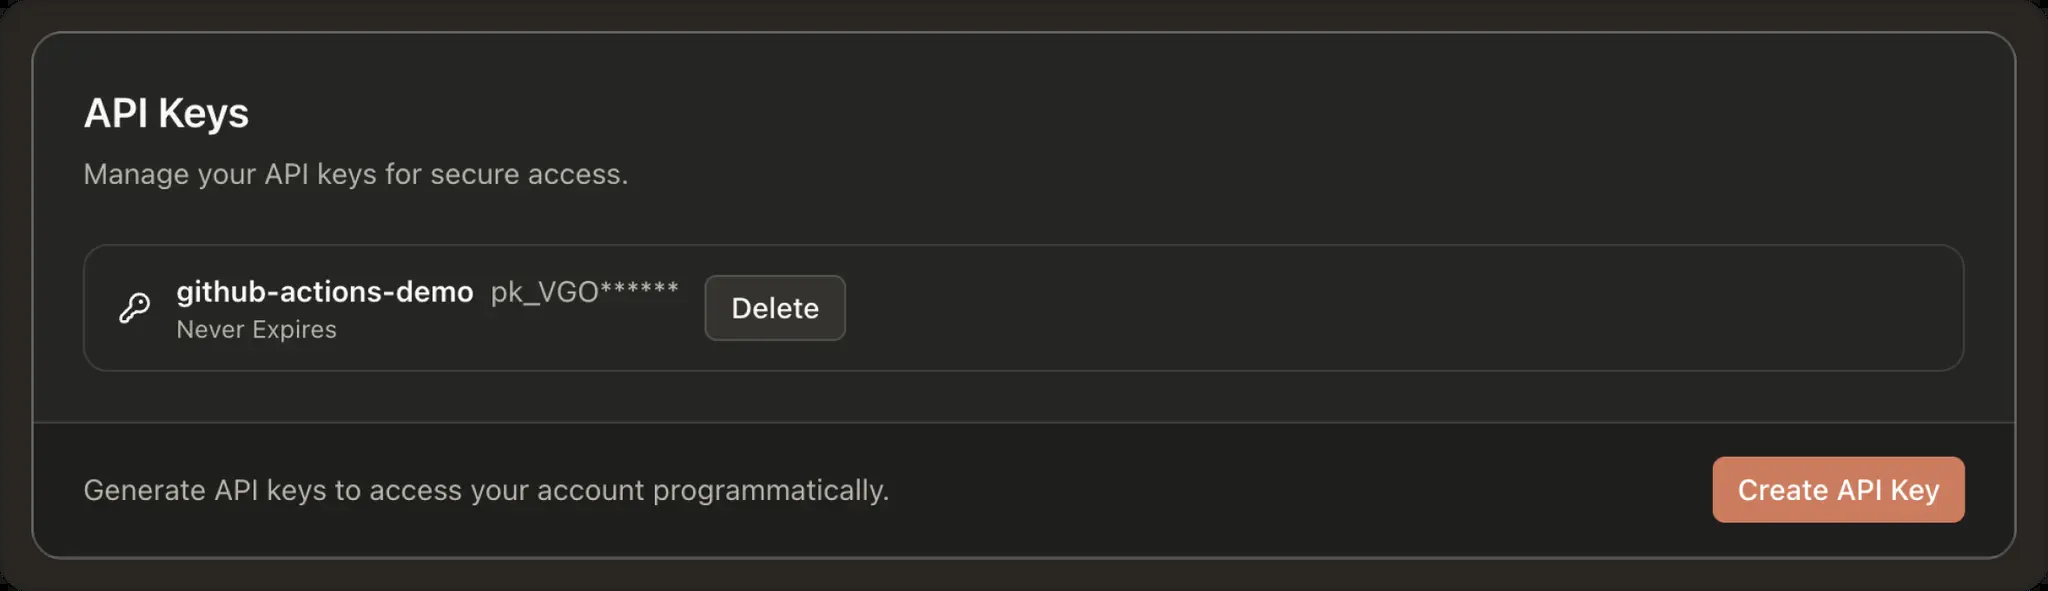 API Keys
Manage your API keys for secure access.
github-actions-demo pk_VGO******
Never Expires
Delete
Generate API keys to access your account programmatically.
Create API Key